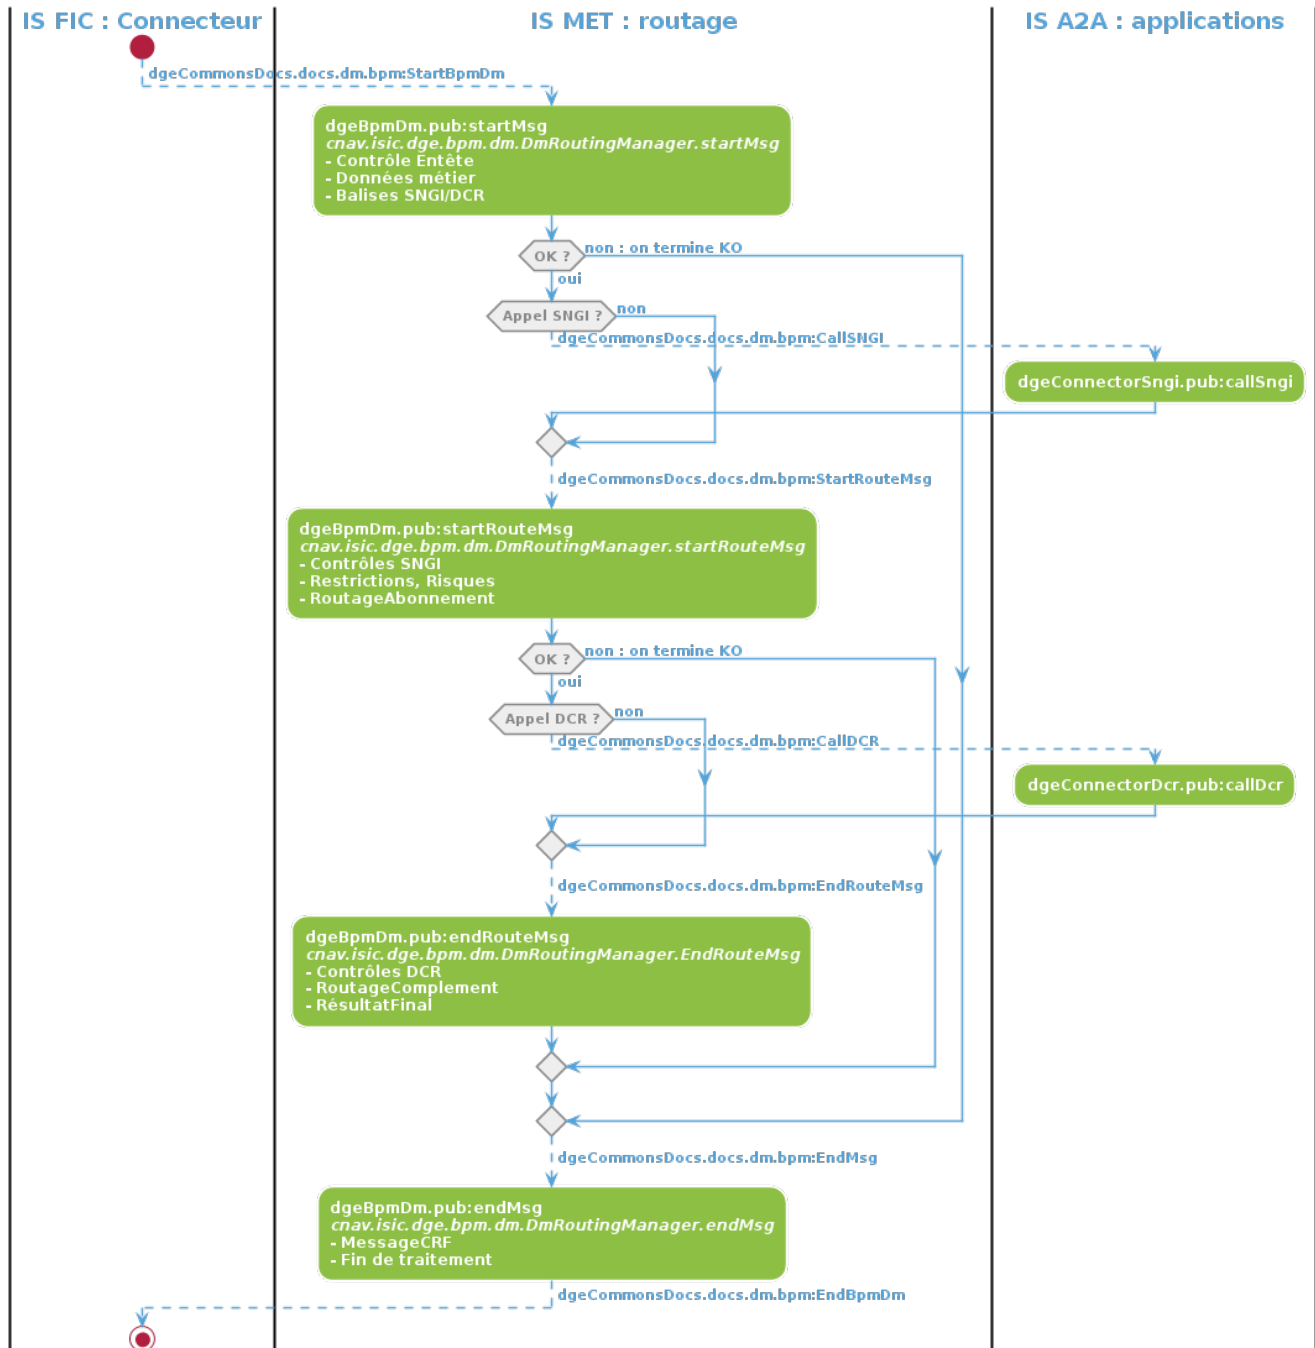 IS FIC : Connecteur
IS MET : routage
IS A2A : applications
dgeCommonsDocs.docs.dm.bpm:StartBpmDm
dgeBpmDm.pub:startMsg
cnav.isic.dge.bpm.dm.DmRoutingManager.startMsg
- Contrôle Entête
- Données métier
- Balises SNGI/DCR
OK ?
non : on termine KO
oui
Appel SNGI ?
non
dgeCommonsDocs.docs.dm.bpm:CallSNGI
dgeConnectorSngi.pub:callSngi
dgeCommonsDocs.docs.dm.bpm:StartRouteMsg
dgeBpmDm.pub:startRouteMsg
cnav.isic.dge.bpm.dm.DmRoutingManager.startRouteMsg
- Contrôles SNGI
- Restrictions, Risques
- RoutageAbonnement
OK ?
non : on termine KO
oui
Appel DCR ?
non
dgeCommonsDocs.docs.dm.bpm:CallDCR
dgeConnectorDcr.pub:callDcr
dgeCommonsDocs.docs.dm.bpm:EndRouteMsg
dgeBpmDm.pub:endRouteMsg
cnav.isic.dge.bpm.dm.DmRoutingManager.EndRouteMsg
- Contrôles DCR
- RoutageComplement
- RésultatFinal
dgeCommonsDocs.docs.dm.bpm:EndMsg
dgeBpmDm.pub:endMsg
cnav.isic.dge.bpm.dm.DmRoutingManager.endMsg
- MessageCRF
- Fin de traitement
dgeCommonsDocs.docs.dm.bpm:EndBpmDm